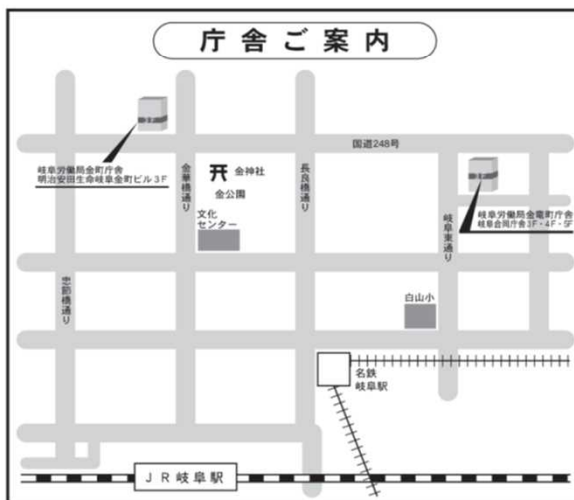 庁舎ご案内
国道248号
岐阜労働局金町庁舎
明治安田生命岐阜金町ビル3F
金華橋通り
金神社
金公園
長良橋通り
文化
センター
岐阜東通り
岐阜労働局金竜町庁舎
岐阜合同庁舎3F・4F・5F
忠節橋通り
白山小
名鉄
岐阜駅
JR岐阜駅